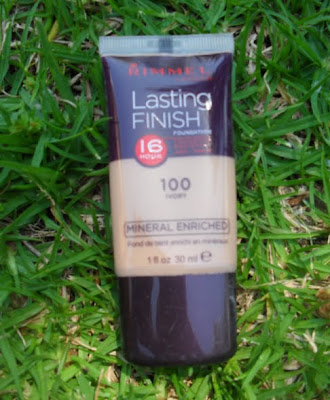 RIMMEL
Lasting
FINISH
FOUNDATION
16
HOUR
100
IVORY
MINERAL ENRICHED
Fond de teint enrichi en minéraux
1 fl oz 30 ml e